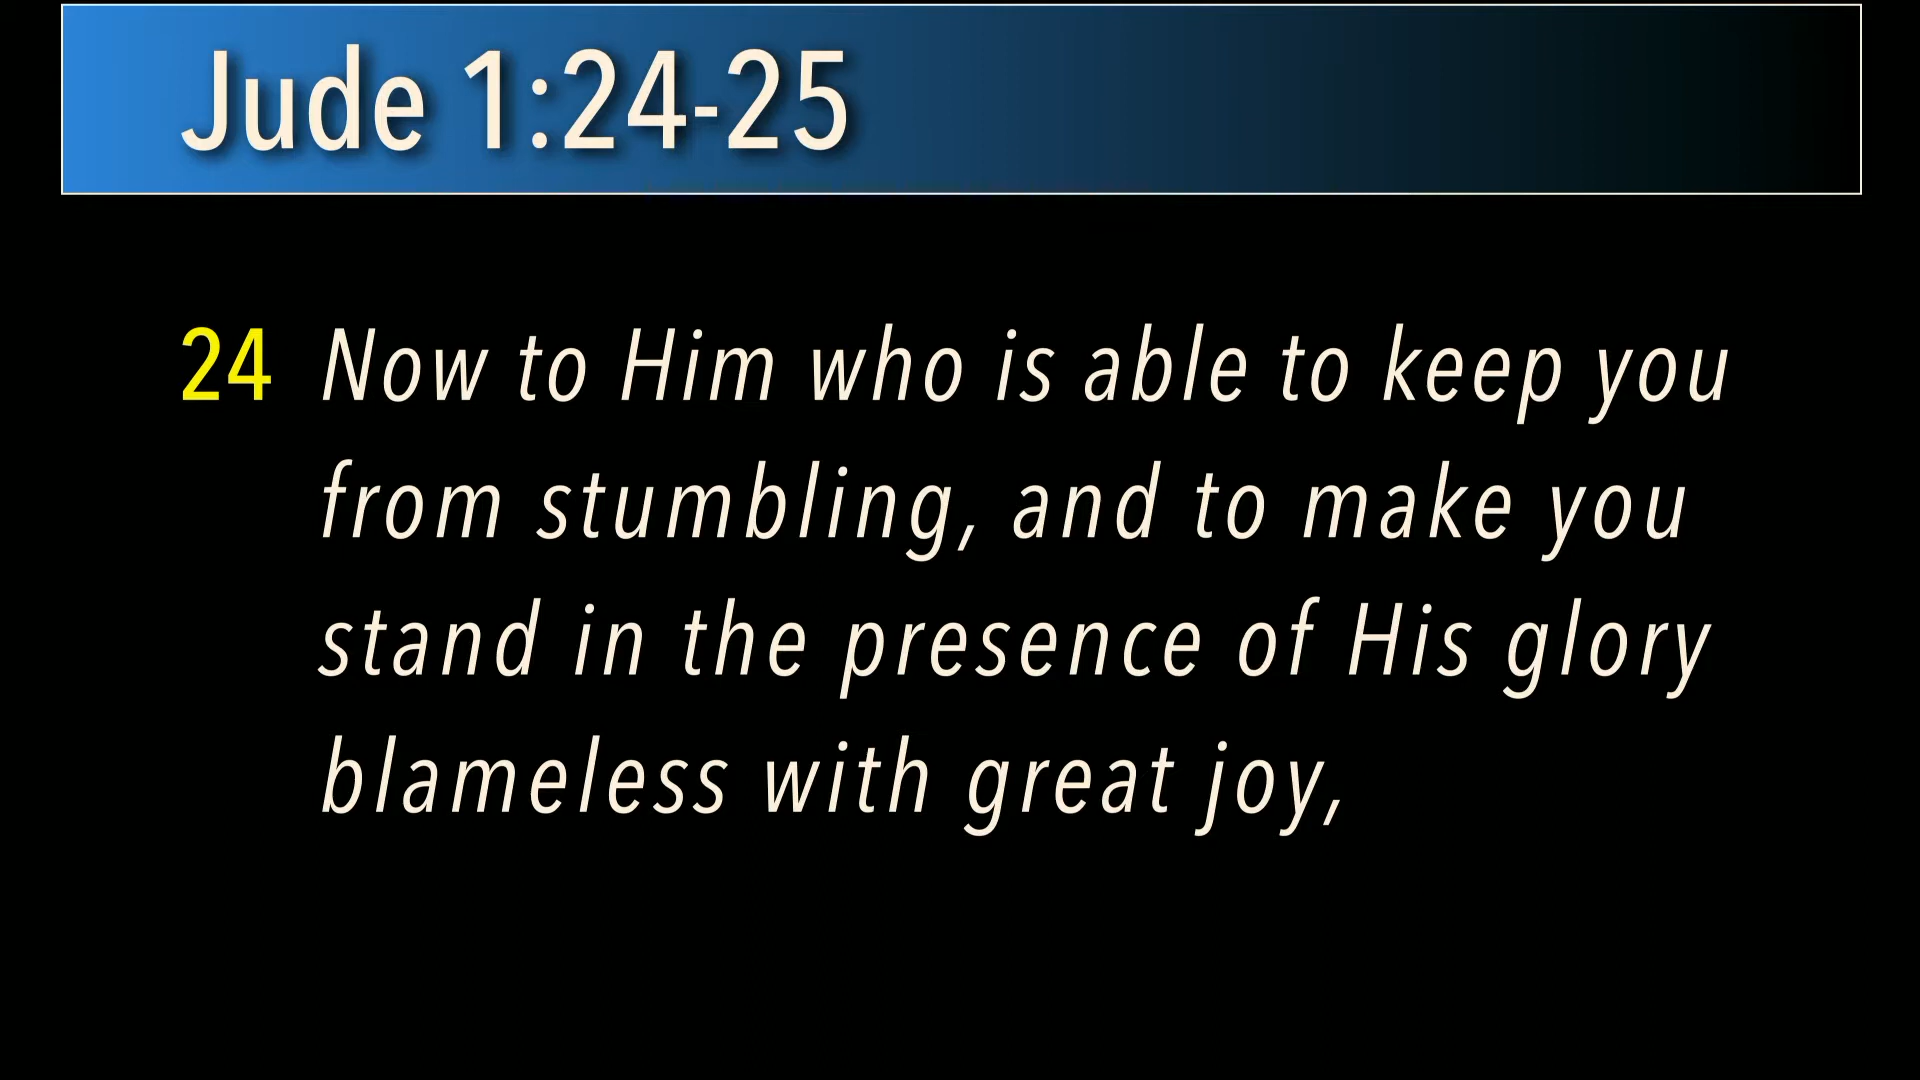 Jude 1:24-25
24 Now to Him who is able to keep you
from stumbling, and to make you
stand in the presence of His glory
blameless with great joy,